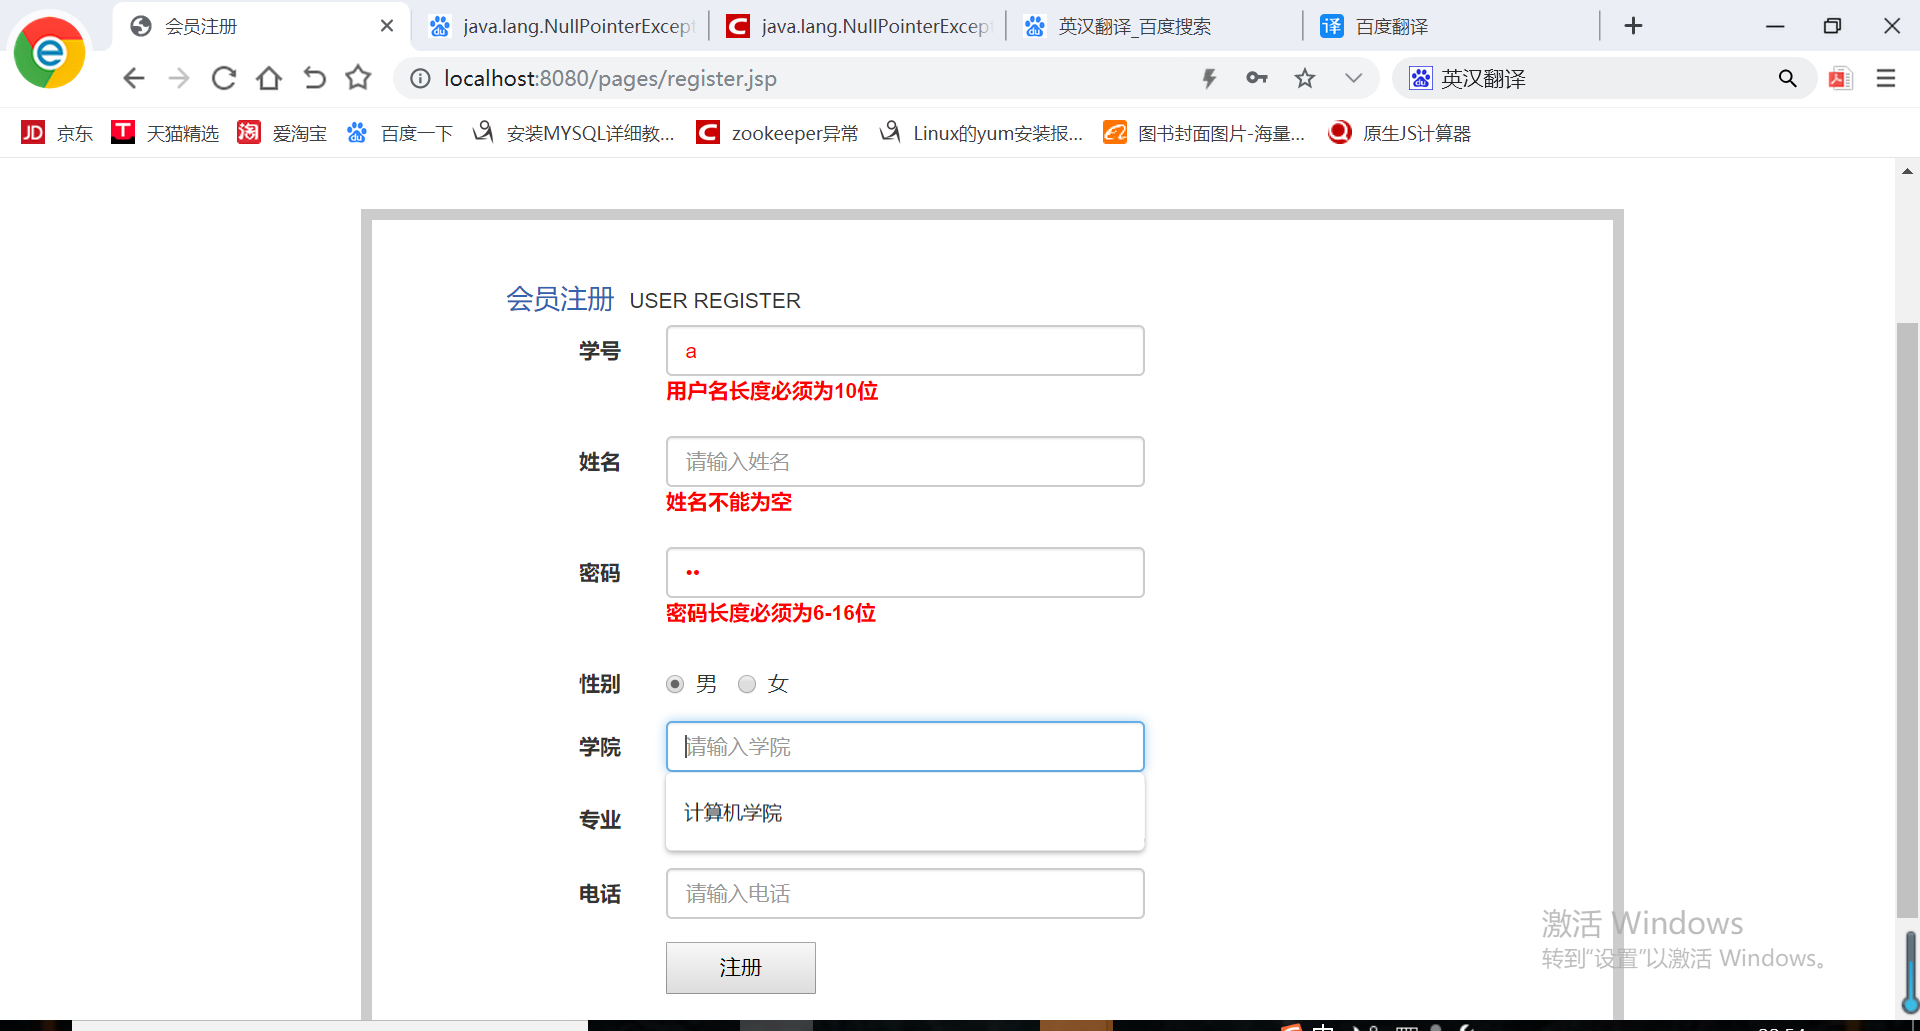 会员注册
java.lang.NullPointerExcept
java.lang.NullPointerExcep
英汉翻译_百度搜索
译 百度翻译
localhost:8080/pages/register.jsp
英汉翻译
JD 京东
T 天猫精选
淘 爱淘宝
百度一下
安装MYSQL详细教...
C zookeeper异常
Linux的yum安装报...
图书封面图片-海量...
原生JS计算器
会员注册 USER REGISTER
学号 a
用户名长度必须为10位
姓名 请输入姓名
姓名不能为空
密码 ••
密码长度必须为6-16位
性别 男 女
学院 请输入学院
计算机学院
专业
电话 请输入电话
注册
激活 Windows
转到“设置”以激活 Windows。